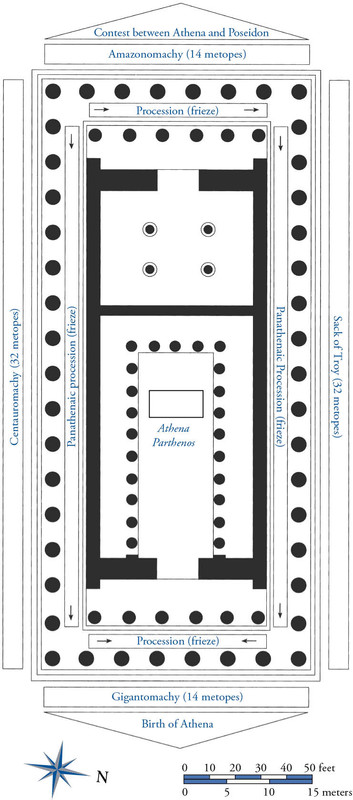 Contest between Athena and Poseidon
Amazonomachy (14 metopes)
Procession (frieze)
Centauromachy (32 metopes)
Panathenaic procession (frieze)
Panathenaic Procession (frieze)
Sack of Troy (32 metopes)
Athena
Parthenos
Procession (frieze)
Gigantomachy (14 metopes)
Birth of Athena
N
0 10 20 30 40 50 feet
0 5 10 15 meters